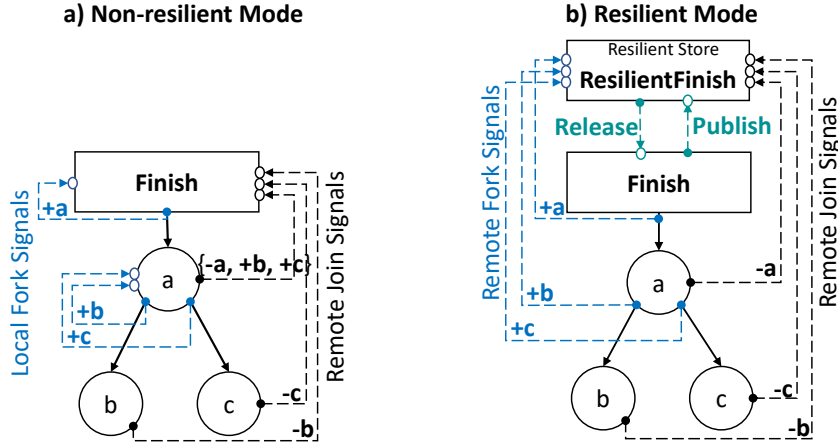 a) Non-resilient Mode
Finish
+a
Local Fork Signals
a
{-a, +b, +c}
+b
+c
Remote Join Signals
b
c
-c
-b
b) Resilient Mode
Resilient Store
ResilientFinish
Release
Publish
Finish
Remote Fork Signals
+a
a
-a
+b
+c
Remote Join Signals
b
c
-c
-b